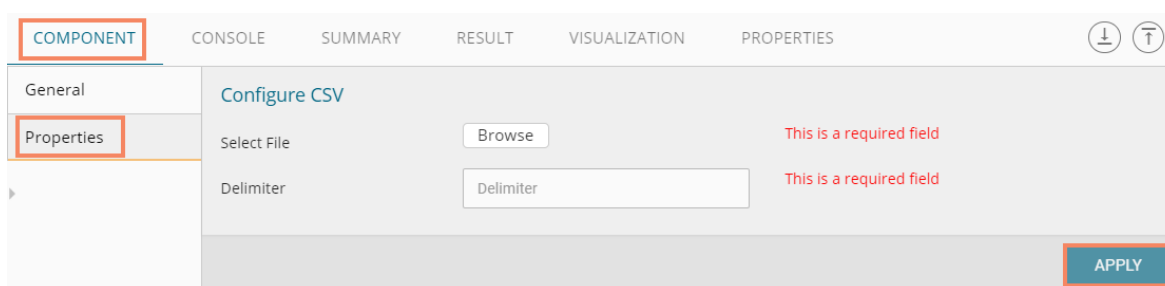 COMPONENT CONSOLE SUMMARY RESULT VISUALIZATION PROPERTIES
General
Properties
Configure CSV
Select File Browse This is a required field
Delimiter Delimiter This is a required field
APPLY